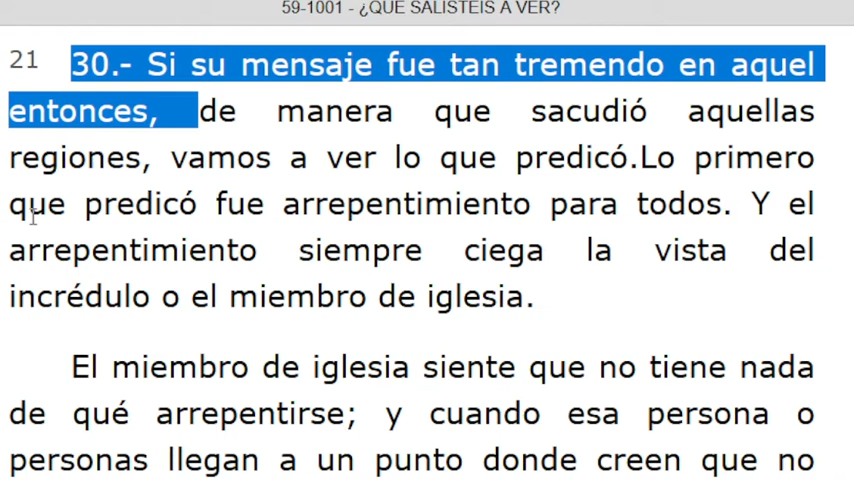 59-1001 - ¿QUE SALISTEIS A VER?
21 30.- Si su mensaje fue tan tremendo en aquel
entonces, de manera que sacudió aquellas
regiones, vamos a ver lo que predicó.Lo primero
que predicó fue arrepentimiento para todos. Y el
arrepentimiento siempre ciega la vista del
incrédulo o el miembro de iglesia.
El miembro de iglesia siente que no tiene nada
de qué arrepentirse; y cuando esa persona o
personas llegan a un punto donde creen que no